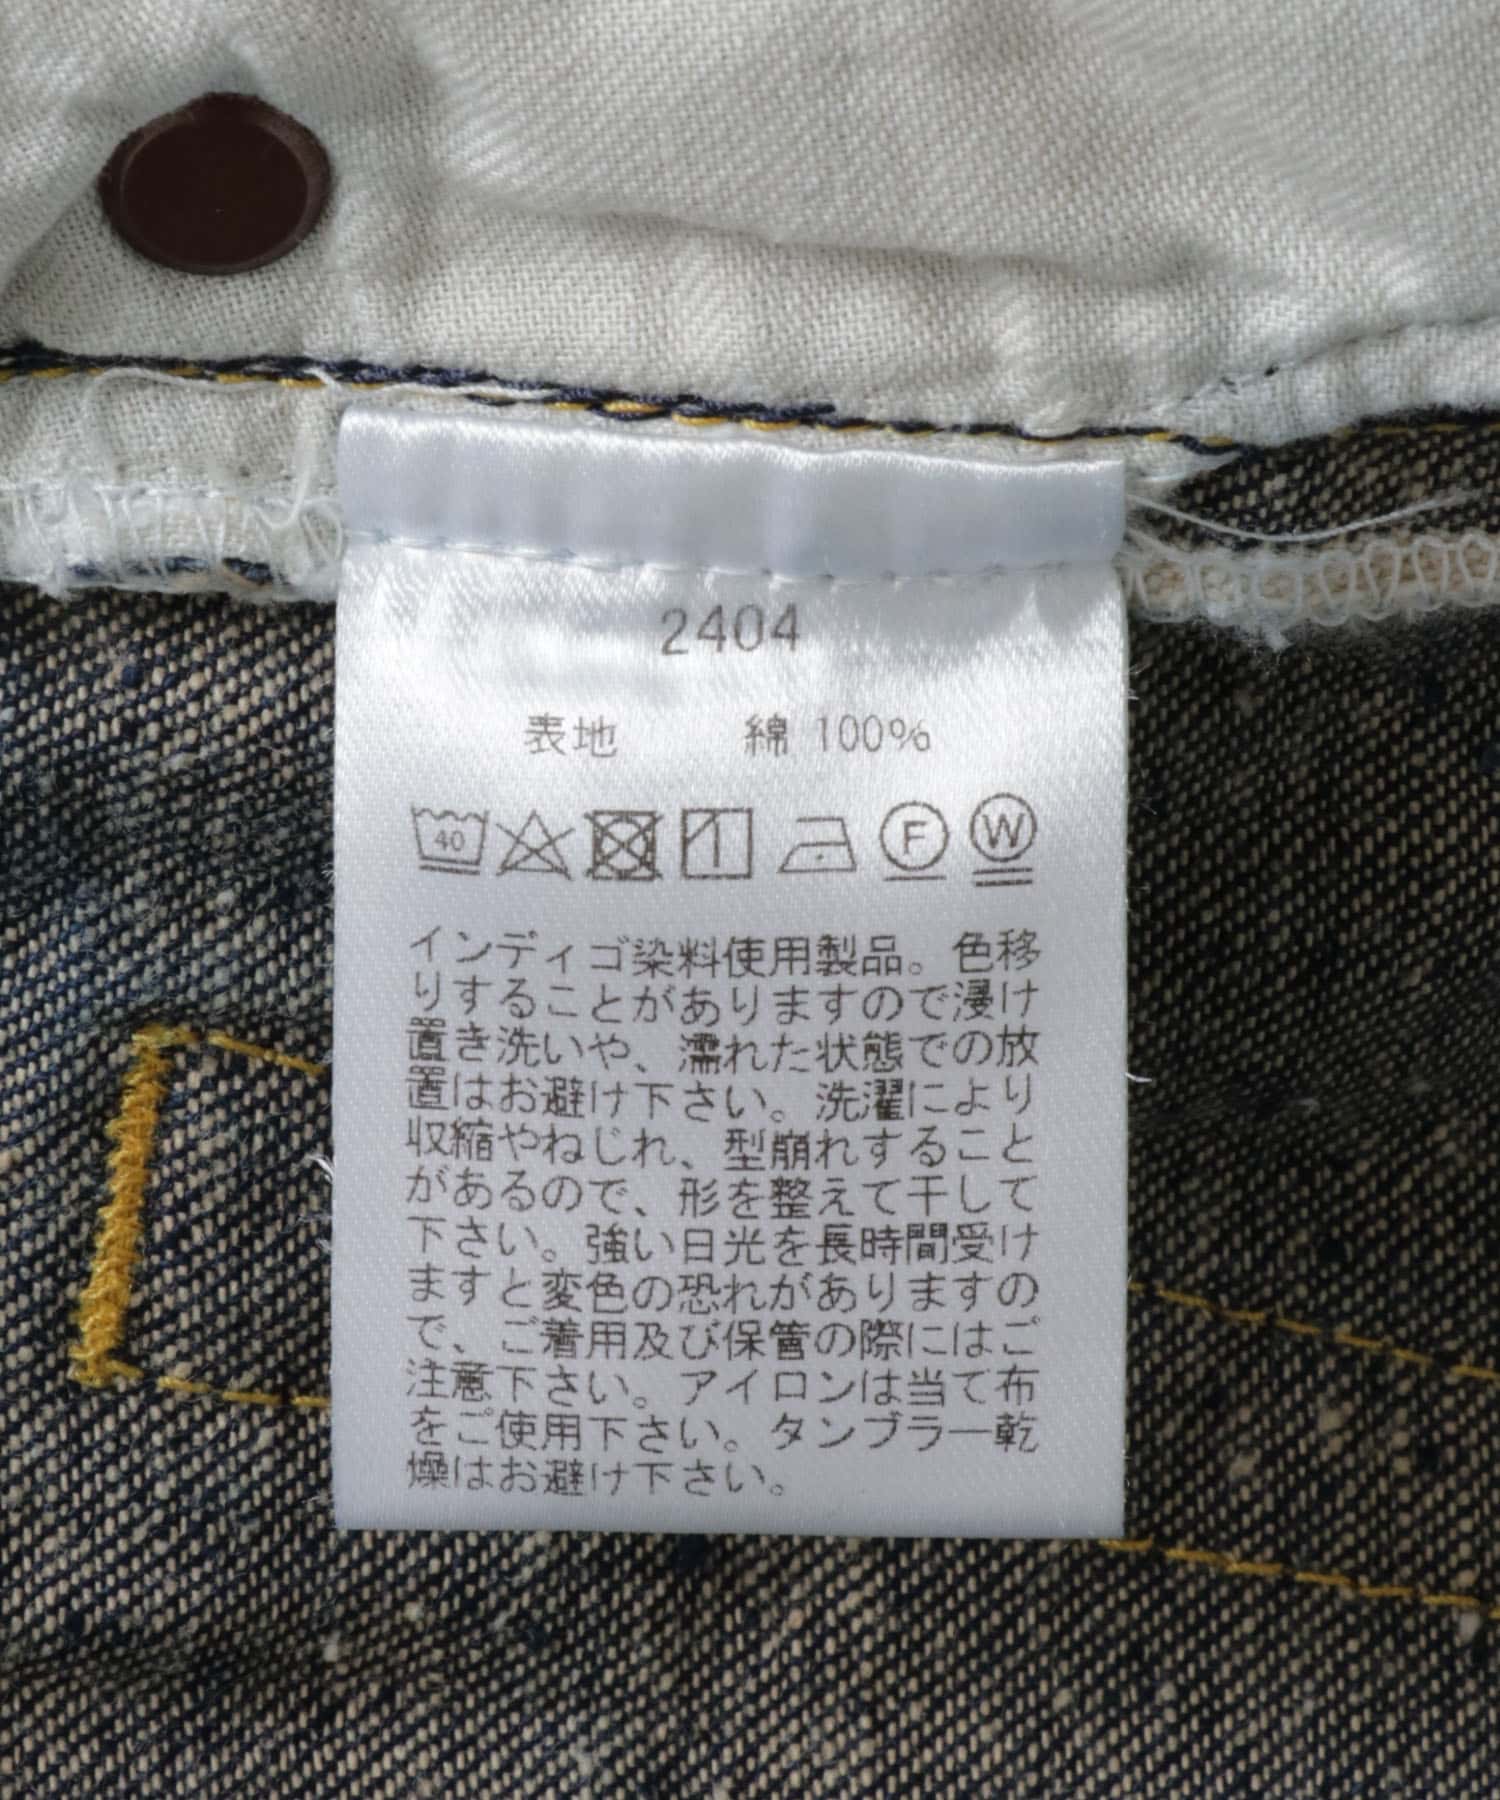 2404
表地 綿 100%
40 F W
インディゴ染料使用製品。色移
りすることがありますので浸け
置き洗いや、濡れた状態での放
置はお避け下さい。洗濯により
収縮やねじれ、型崩れすること
があるので、形を整えて干して
下さい。強い日光を長時間受け
ますと変色の恐れがありますの
で、ご着用及び保管の際にはご
注意下さい。アイロンは当て布
をご使用下さい。タンブラー乾
燥はお避け下さい。